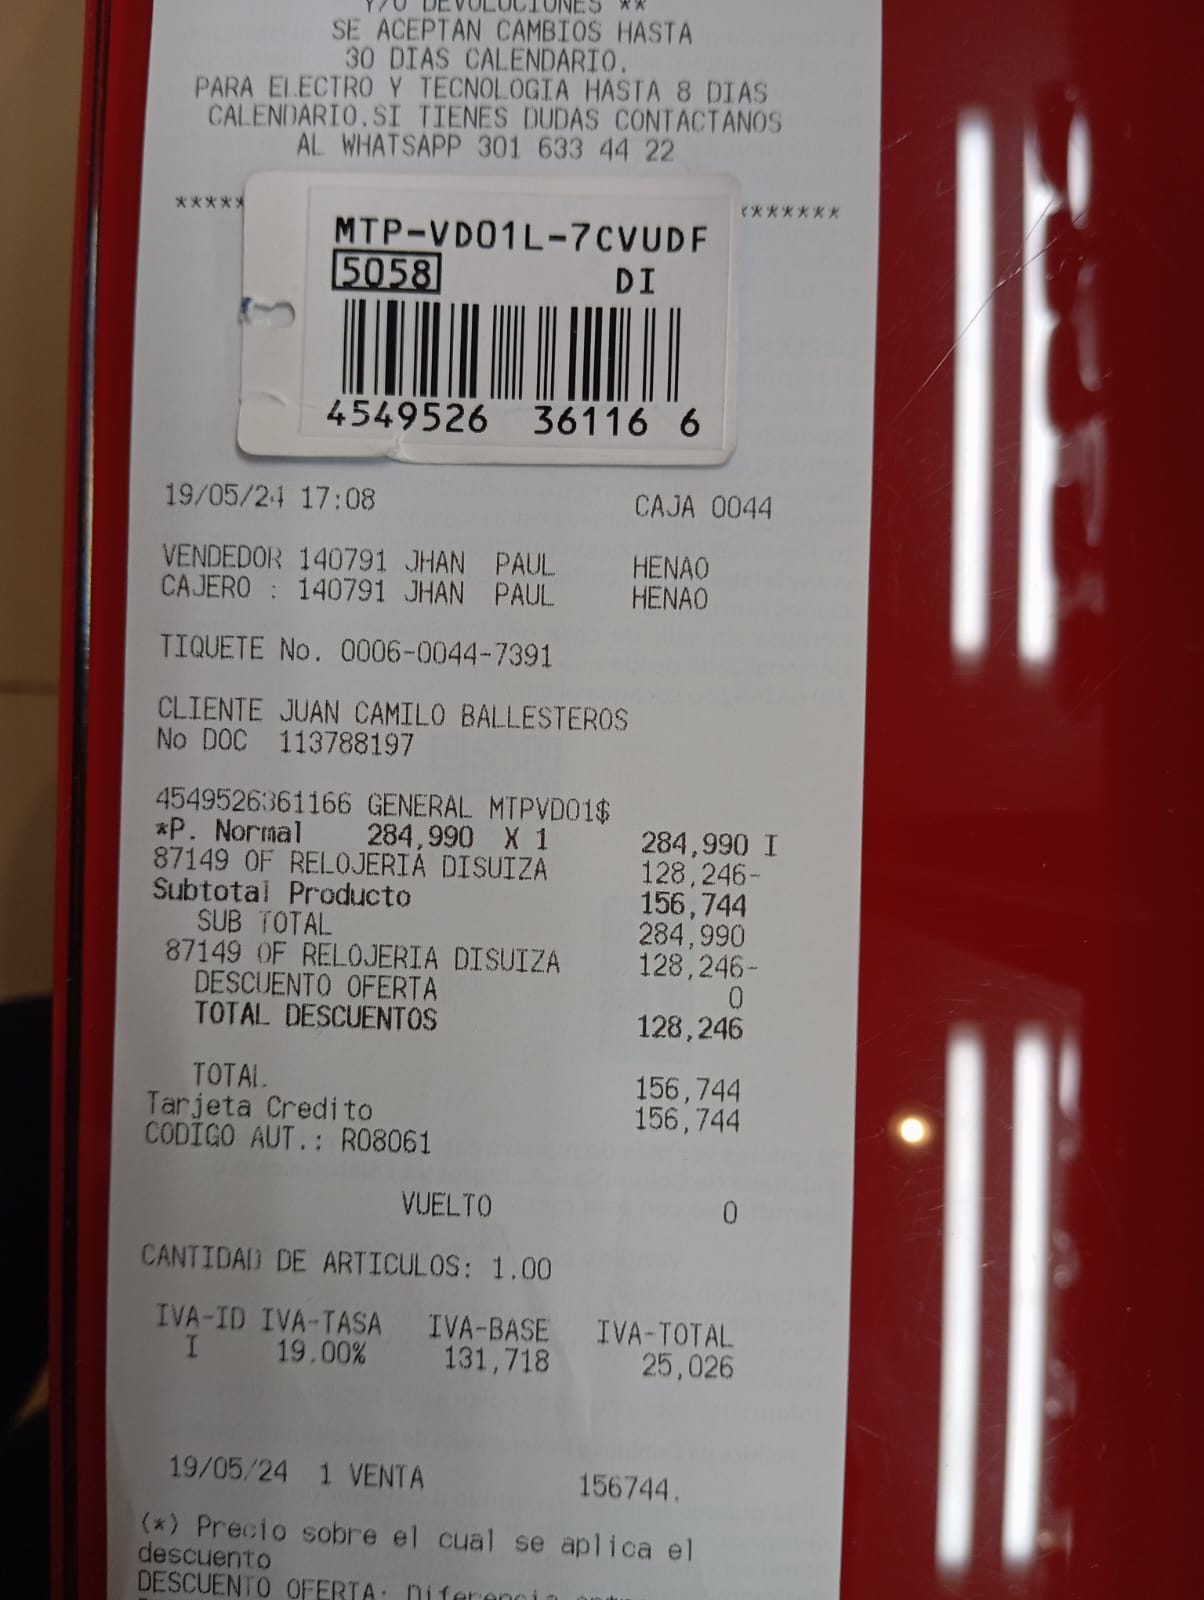 Y/O DEVOLUCIONES **
SE ACEPTAN CAMBIOS HASTA
30 DIAS CALENDARIO.
PARA ELECTRO Y TECNOLOGIA HASTA 8 DIAS
CALENDARIO.SI TIENES DUDAS CONTACTANOS
AL WHATSAPP 301 633 44 22
***** *******
MTP-VD01L-7CVUDF
5058 DI
4549526 36116 6
19/05/24 17:08 CAJA 0044
VENDEDOR 140791 JHAN PAUL HENAO
CAJERO : 140791 JHAN PAUL HENAO
TIQUETE No. 0006-0044-7391
CLIENTE JUAN CAMILO BALLESTEROS
No DOC 113788197
4549526361166 GENERAL MTPVD01$
*P. Normal 284,990 X 1 284,990 I
87149 OF RELOJERIA DISUIZA 128,246-
Subtotal Producto 156,744
SUB TOTAL 284,990
87149 OF RELOJERIA DISUIZA 128,246-
DESCUENTO OFERTA 0
TOTAL DESCUENTOS 128,246
TOTAL 156,744
Tarjeta Credito 156,744
CODIGO AUT.: R08061
VUELTO 0
CANTIDAD DE ARTICULOS: 1.00
IVA-ID IVA-TASA IVA-BASE IVA-TOTAL
I 19.00% 131,718 25,026
19/05/24 1 VENTA 156744.
(*) Precio sobre el cual se aplica el
descuento
DESCUENTO OFERTA: Diferencia